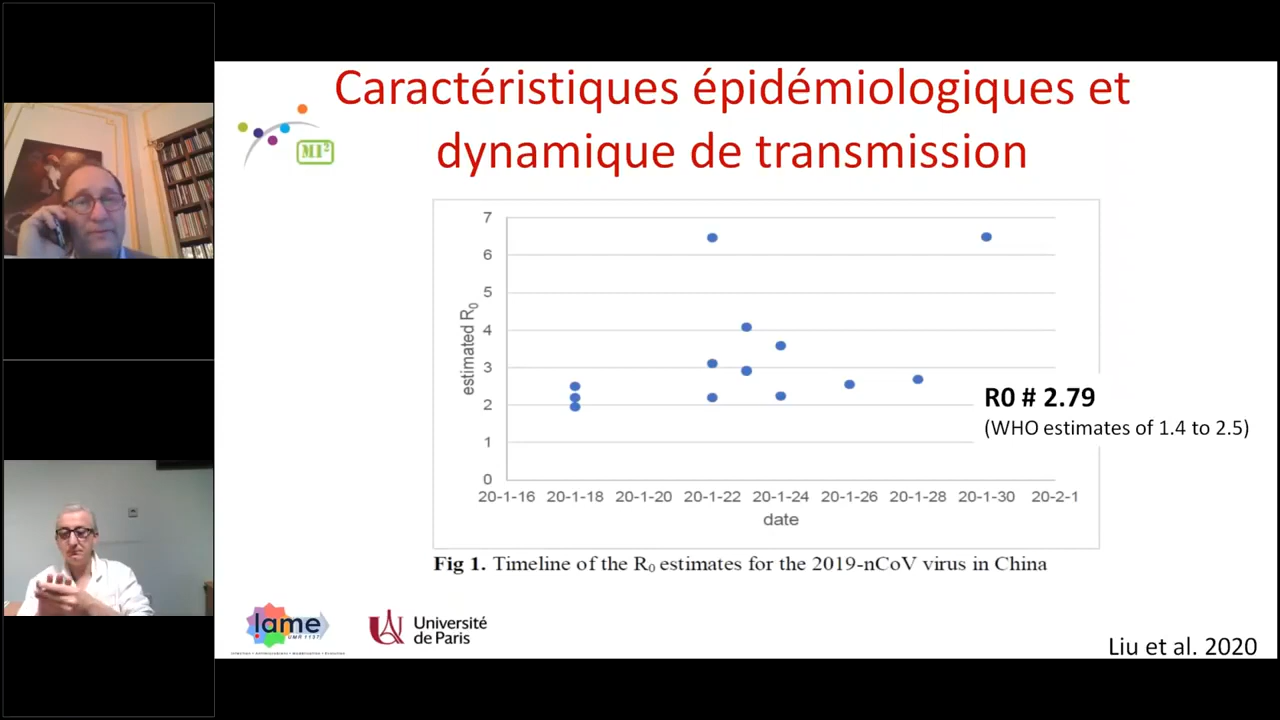 Caractéristiques épidémiologiques et
dynamique de transmission
MI²
7
6
5
4
3
2
1
0
estimated R₀
20-1-16 20-1-18 20-1-20 20-1-22 20-1-24 20-1-26 20-1-28 20-1-30 20-2-1
date
R0 # 2.79
(WHO estimates of 1.4 to 2.5)
Fig 1. Timeline of the R₀ estimates for the 2019-nCoV virus in China
Iame
UMR 1137
Université
de Paris
Liu et al. 2020